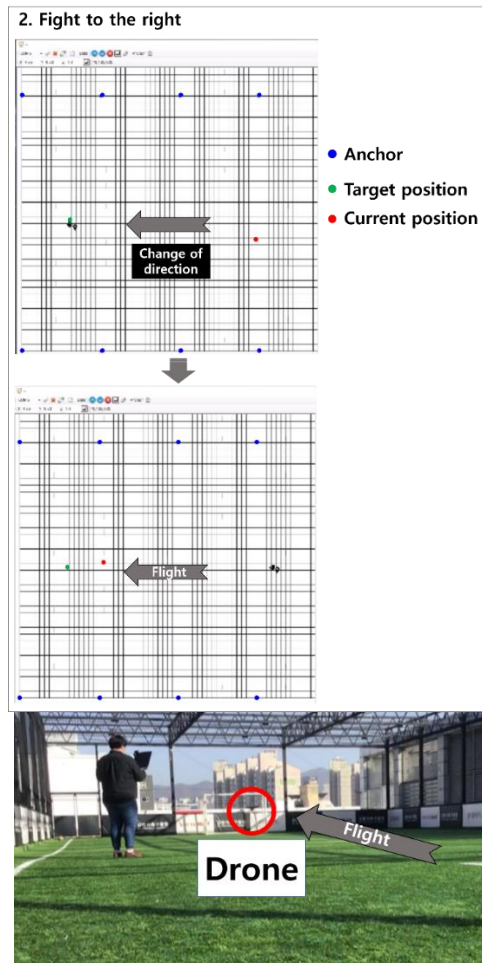 2. Fight to the right
Anchor
Target position
Current position
Change of
direction
Flight
Flight
Drone